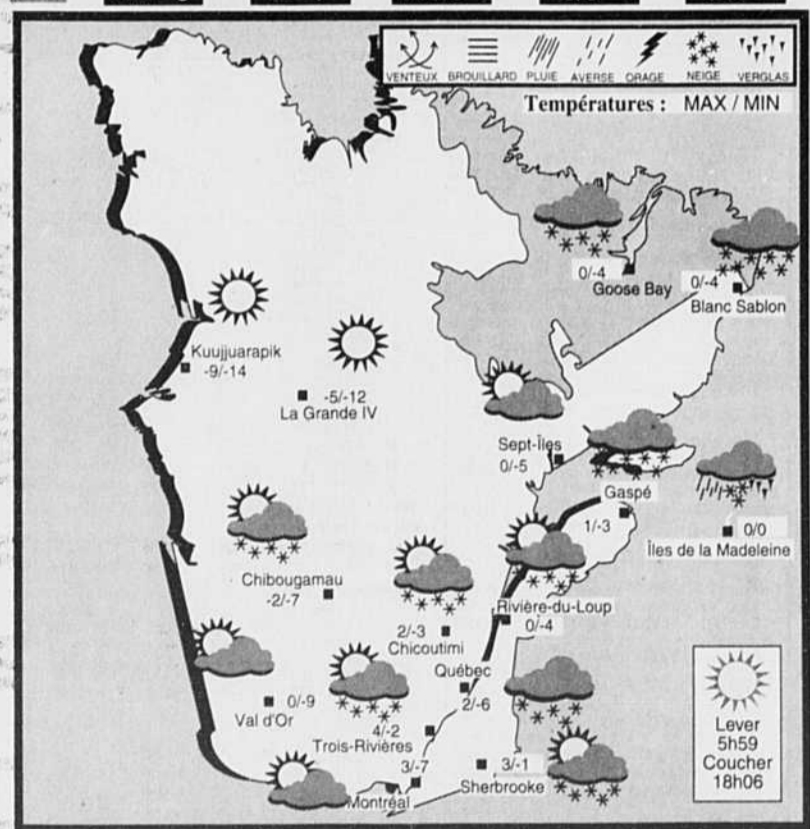 VENTEUX BROUILLARD PLUIE AVERSE ORAGE NEIGE VERGLAS
Températures : MAX / MIN
0/-4
Goose Bay
0/-4
Blanc Sablon
Kuujjuarapik
-9/-14
-5/-12
La Grande IV
Sept-Îles
0/-5
Gaspé
1/-3
0/0
Îles de la Madeleine
Chibougamau
-2/-7
Rivière-du-Loup
0/-4
2/-3
Chicoutimi
Québec
2/-6
0/-9
Val d'Or
4/-2
Trois-Rivières
3/-7
Montréal
3/-1
Sherbrooke
Lever
5h59
Coucher
18h06